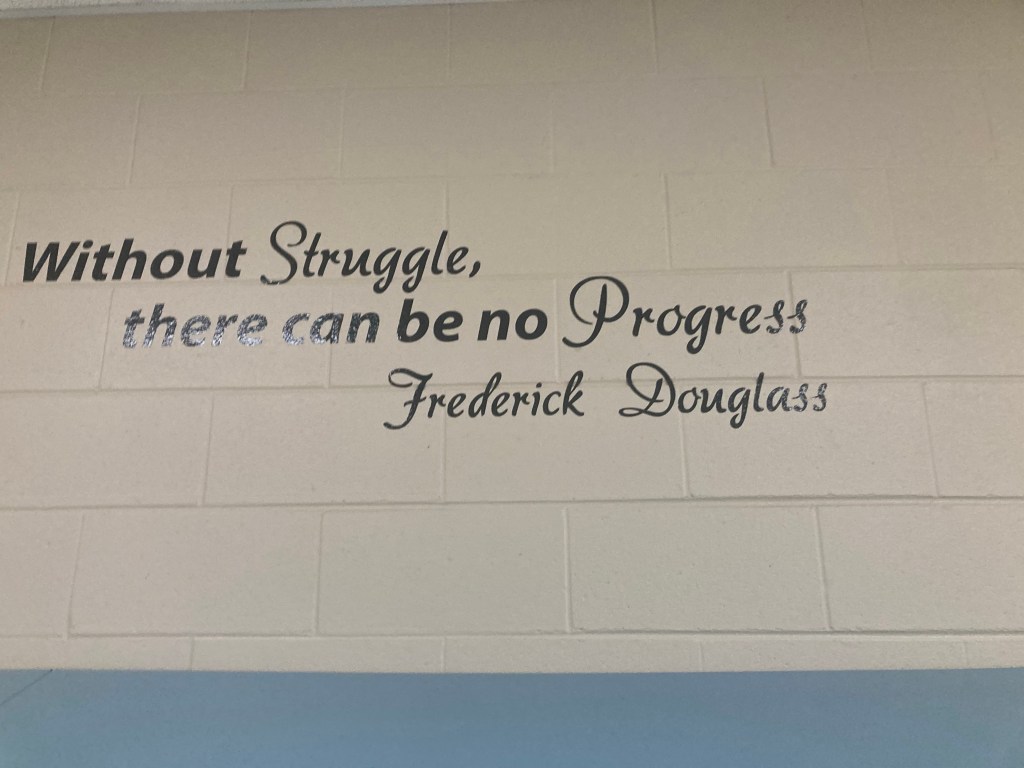 Without Struggle,
there can be no Progress
Frederick Douglass